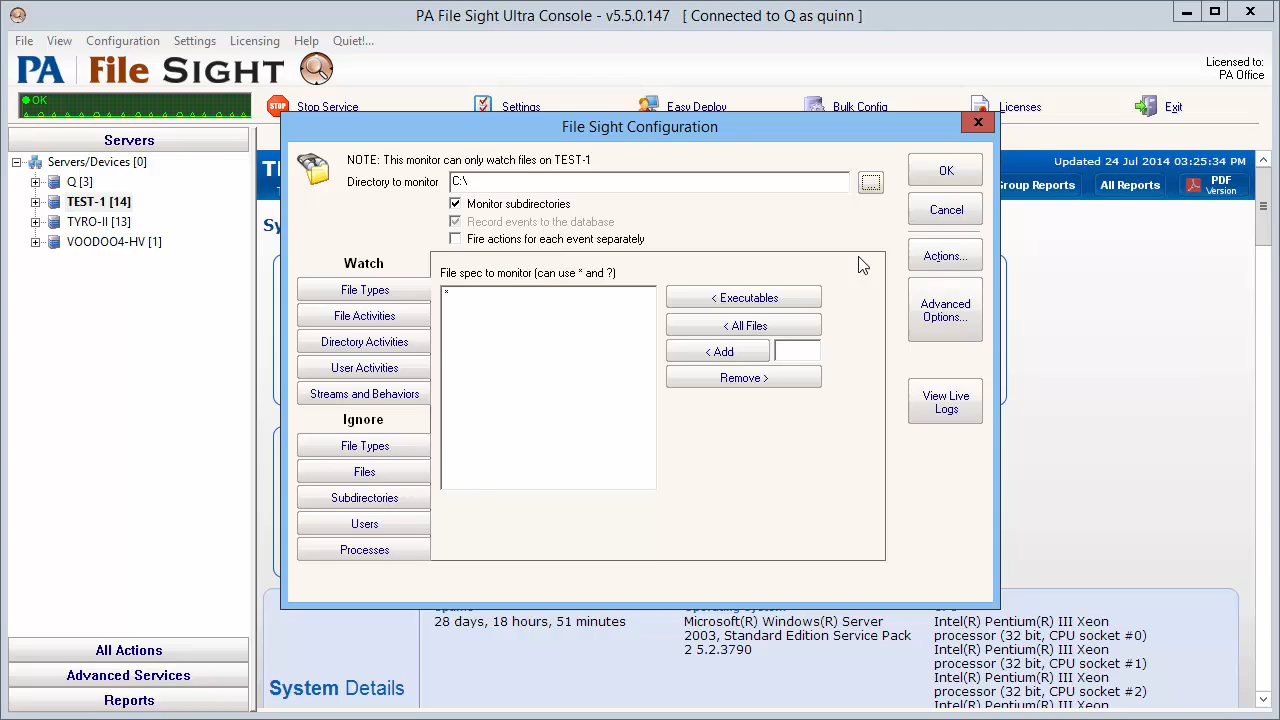 PA File Sight Ultra Console - v5.5.0.147 [ Connected to Q as quinn ]
File View Configuration Settings Licensing Help Quiet!...
PA File SIGHT
Licensed to:
PA Office
OK
Stop Service Settings Easy Deploy Bulk Config Licenses Exit
Servers
Servers/Devices [0]
Q [3]
TEST-1 [14]
TYRO-II [13]
VOODOO4-HV [1]
Updated 24 Jul 2014 03:25:34 PM
Group Reports All Reports PDF Version
File Sight Configuration
NOTE: This monitor can only watch files on TEST-1
Directory to monitor C:\
Monitor subdirectories
Record events to the database
Fire actions for each event separately
OK
Cancel
Actions...
Advanced
Options...
View Live
Logs
Watch
File Types
File Activities
Directory Activities
User Activities
Streams and Behaviors
Ignore
File Types
Files
Subdirectories
Users
Processes
File spec to monitor (can use * and ?)
*
< Executables
< All Files
< Add
Remove >
28 days, 18 hours, 51 minutes
Microsoft(R) Windows(R) Server
2003, Standard Edition Service Pack
2 5.2.3790
Intel(R) Pentium(R) III Xeon
processor (32 bit, CPU socket #0)
Intel(R) Pentium(R) III Xeon
processor (32 bit, CPU socket #1)
Intel(R) Pentium(R) III Xeon
processor (32 bit, CPU socket #2)
Intel(R) Pentium(R) III Xeon
System Details
All Actions
Advanced Services
Reports